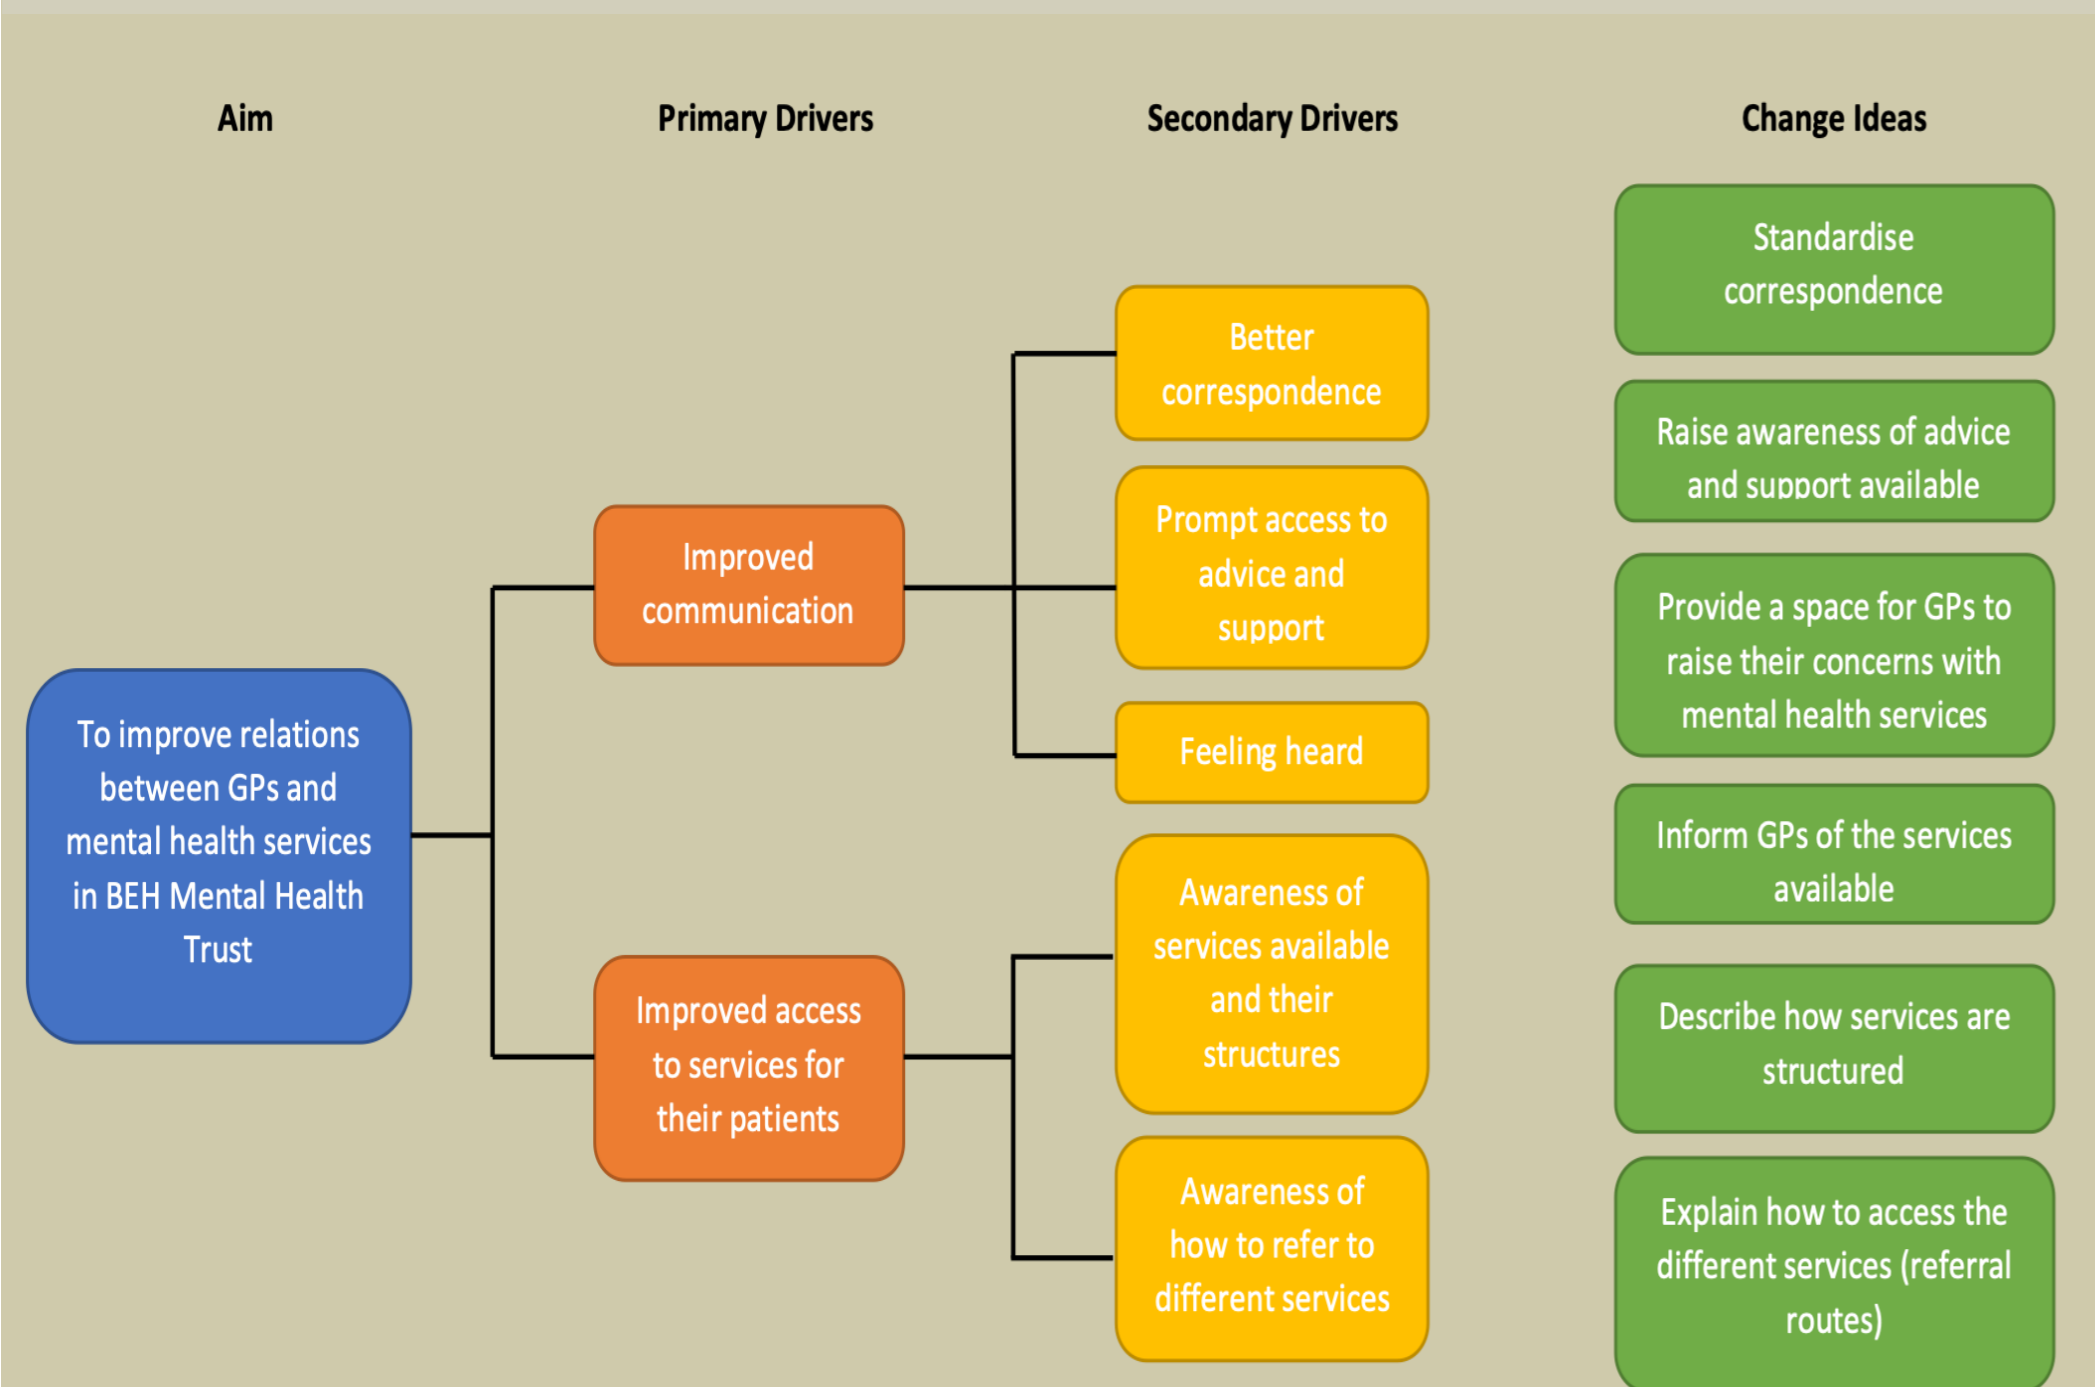 Aim
Primary Drivers
Secondary Drivers
Change Ideas
To improve relations
between GPs and
mental health services
in BEH Mental Health
Trust
Improved
communication
Improved access
to services for
their patients
Better
correspondence
Prompt access to
advice and
support
Feeling heard
Awareness of
services available
and their
structures
Awareness of
how to refer to
different services
Standardise
correspondence
Raise awareness of advice
and support available
Provide a space for GPs to
raise their concerns with
mental health services
Inform GPs of the services
available
Describe how services are
structured
Explain how to access the
different services (referral
routes)